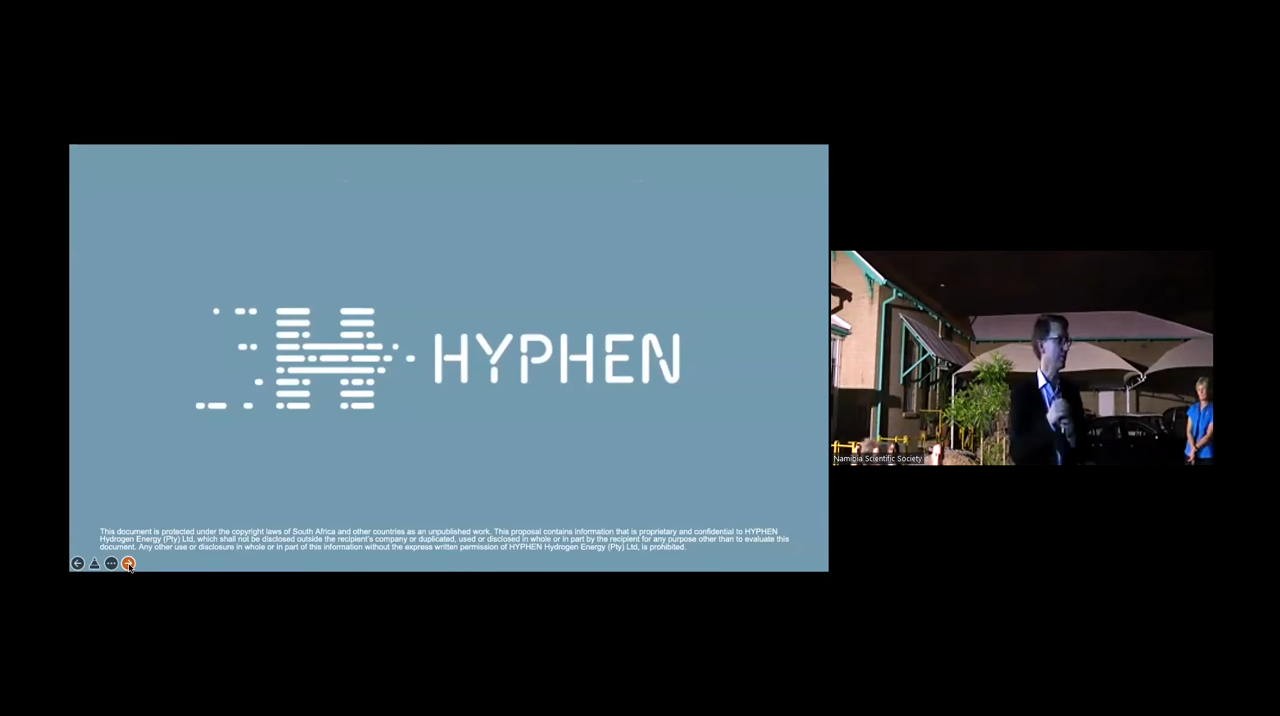 HYPHEN
This document is protected under the copyright laws of South Africa and other countries as an unpublished work. This proposal contains information that is proprietary and confidential to HYPHEN
Hydrogen Energy (Pty) Ltd, which shall not be disclosed outside the recipient's company or duplicated, used or disclosed in whole or in part by the recipient for any purpose other than to evaluate this
document. Any other use or disclosure in whole or in part of this information without the express written permission of HYPHEN Hydrogen Energy (Pty) Ltd, is prohibited.
Namibia Scientific Society